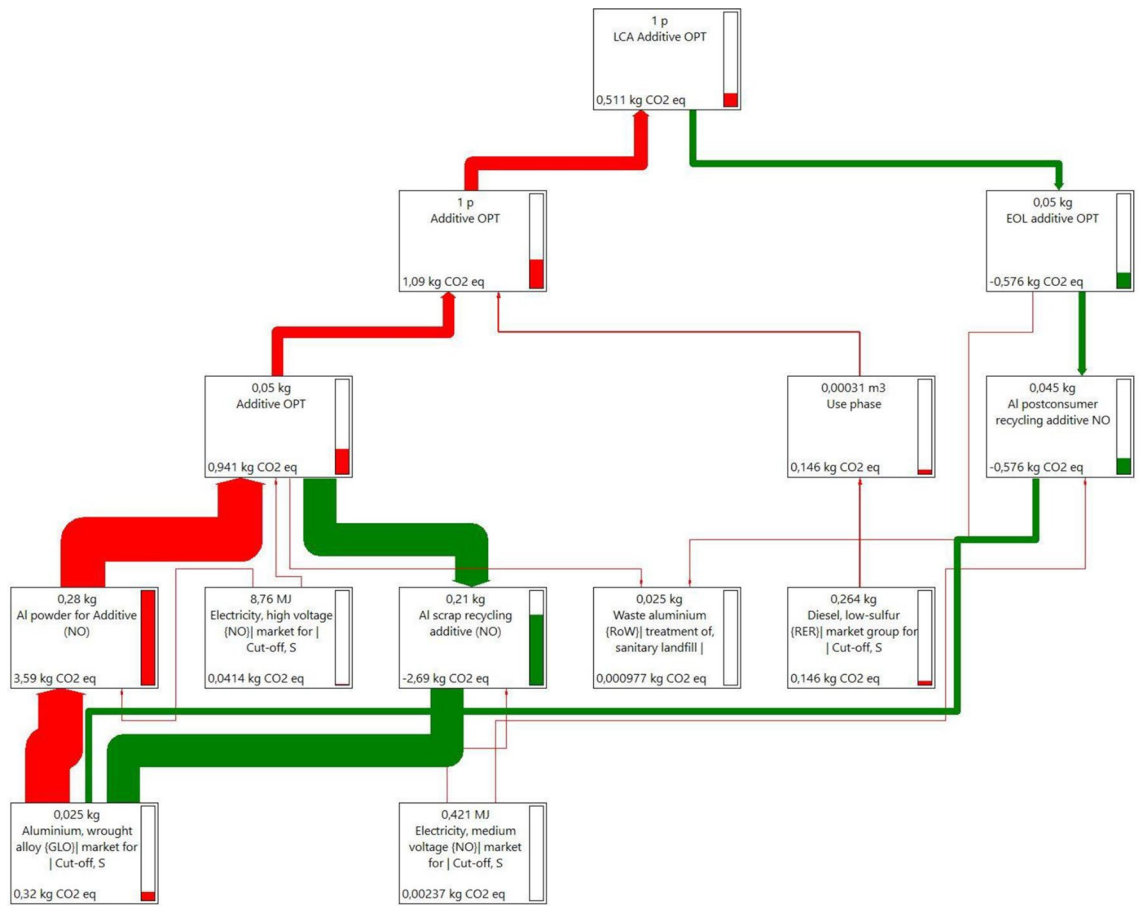 1 p
LCA Additive OPT
0,511 kg CO2 eq
1 p
Additive OPT
1,09 kg CO2 eq
0,05 kg
EOL additive OPT
-0,576 kg CO2 eq
0,05 kg
Additive OPT
0,941 kg CO2 eq
0,00031 m3
Use phase
0,146 kg CO2 eq
0,045 kg
Al postconsumer
recycling additive NO
-0,576 kg CO2 eq
0,28 kg
Al powder for Additive
(NO)
3,59 kg CO2 eq
8,76 MJ
Electricity, high voltage
{NO}| market for |
Cut-off, S
0,0414 kg CO2 eq
0,21 kg
Al scrap recycling
additive (NO)
-2,69 kg CO2 eq
0,025 kg
Waste aluminium
{RoW}| treatment of,
sanitary landfill |
0,000977 kg CO2 eq
0,264 kg
Diesel, low-sulfur
{RER}| market group for
| Cut-off, S
0,146 kg CO2 eq
0,025 kg
Aluminium, wrought
alloy {GLO}| market for
| Cut-off, S
0,32 kg CO2 eq
0,421 MJ
Electricity, medium
voltage {NO}| market
for | Cut-off, S
0,00237 kg CO2 eq